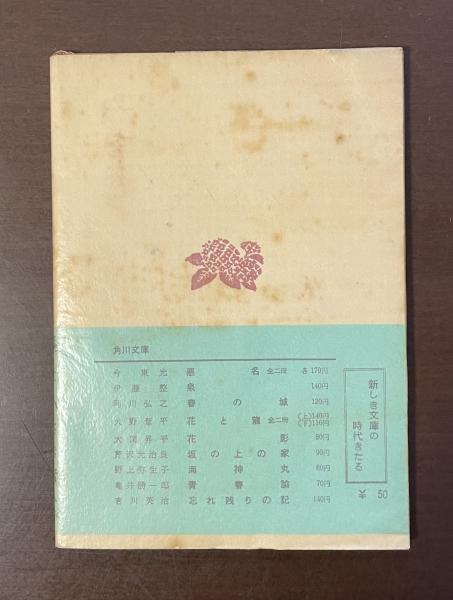 角川文庫
今東光 悪名 全二冊 各 170円
伊藤整 泉 140円
阿川弘之 春の城 120円
火野葦平 花と龍 全二冊 (上)140円 (下)110円
大岡昇平 花影 80円
芹沢光治良 坂の上の家 90円
野上弥生子 海神丸 60円
亀井勝一郎 青春論 70円
吉川英治 忘れ残りの記 140円
新しき文庫の
時代きたる
¥ 50